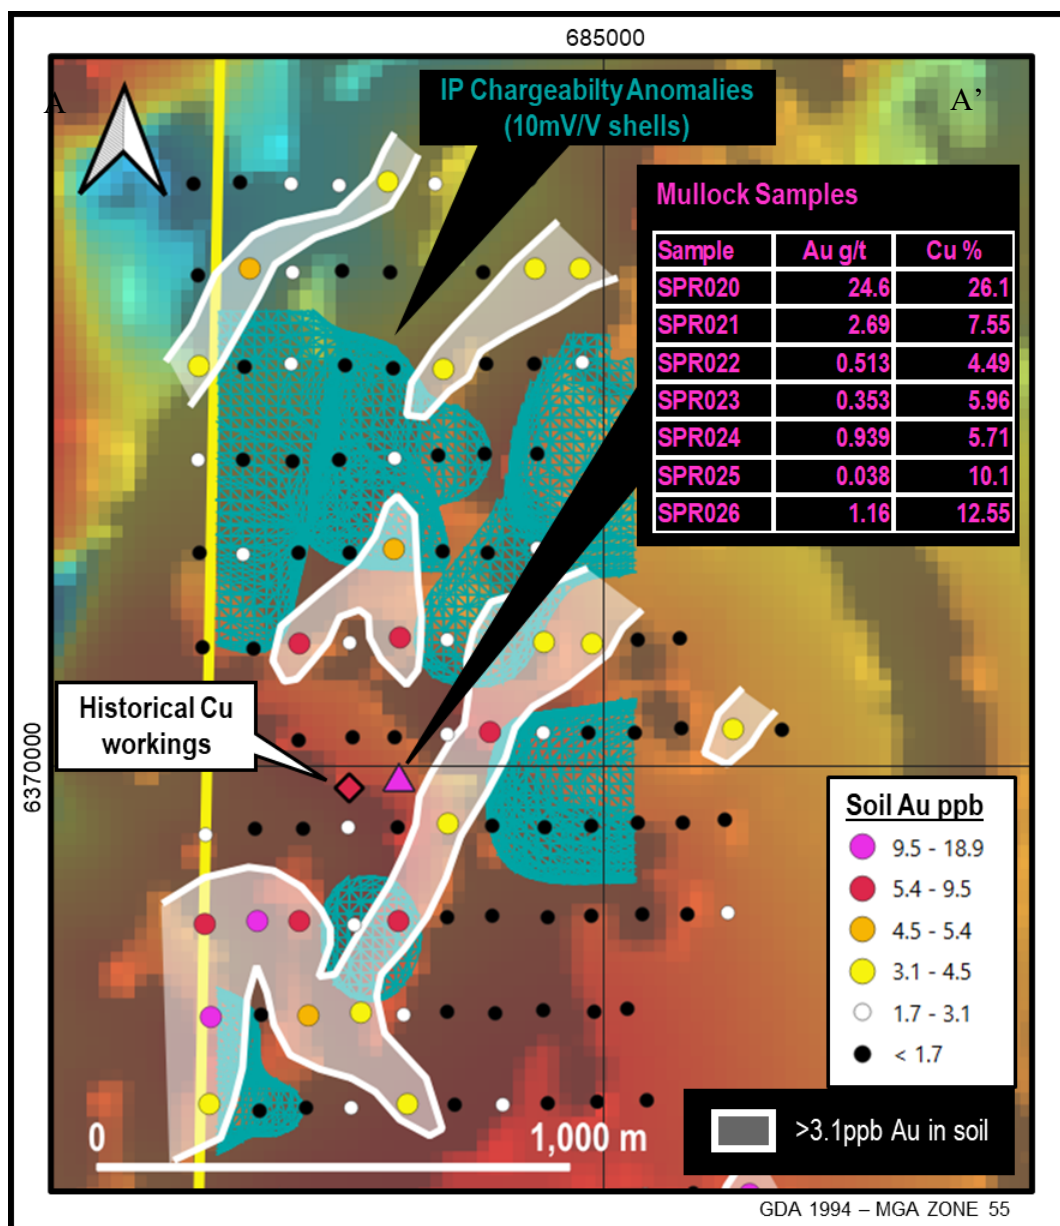 685000
A
A’
IP Chargeabilty Anomalies
(10mV/V shells)
Mullock Samples
Sample Au g/t Cu %
SPR020 24.6 26.1
SPR021 2.69 7.55
SPR022 0.513 4.49
SPR023 0.353 5.96
SPR024 0.939 5.71
SPR025 0.038 10.1
SPR026 1.16 12.55
Historical Cu
workings
6370000
Soil Au ppb
9.5 - 18.9
5.4 - 9.5
4.5 - 5.4
3.1 - 4.5
1.7 - 3.1
< 1.7
0 1,000 m
>3.1ppb Au in soil
GDA 1994 – MGA ZONE 55